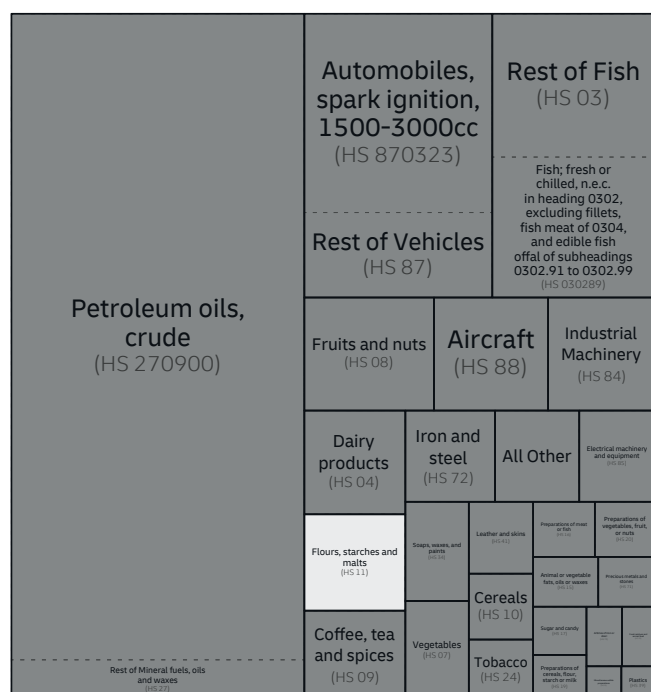 Petroleum oils,
crude
(HS 270900)
Rest of Mineral fuels, oils
and waxes
(HS 27)
Automobiles,
spark ignition,
1500-3000cc
(HS 870323)
Rest of Vehicles
(HS 87)
Rest of Fish
(HS 03)
Fish; fresh or
chilled, n.e.c.
in heading 0302,
excluding fillets,
fish meat of 0304,
and edible fish
offal of subheadings
0302.91 to 0302.99
(HS 030289)
Fruits and nuts
(HS 08)
Aircraft
(HS 88)
Industrial
Machinery
(HS 84)
Dairy
products
(HS 04)
Iron and
steel
(HS 72)
All Other
Electrical machinery
and equipment
(HS 85)
Flours, starches and
malts
(HS 11)
Soaps, waxes, and
paints
(HS 34)
Leather and skins
(HS 41)
Preparations of meat
or fish
(HS 16)
Preparations of
vegetables, fruit,
or nuts
(HS 20)
Animal or vegetable
fats, oils or waxes
(HS 15)
Precious metals and
stones
(HS 71)
Cereals
(HS 10)
Coffee, tea
and spices
(HS 09)
Vegetables
(HS 07)
Sugar and candy
(HS 17)
Tobacco
(HS 24)
Preparations of
cereals, flour,
starch or milk
(HS 19)
Plastics
(HS 39)